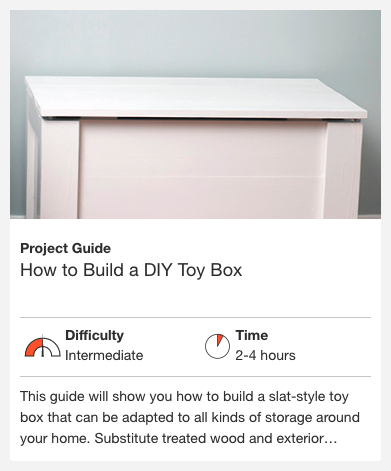 Project Guide
How to Build a DIY Toy Box
Difficulty
Intermediate
Time
2-4 hours
This guide will show you how to build a slat-style toy
box that can be adapted to all kinds of storage around
your home. Substitute treated wood and exterior…